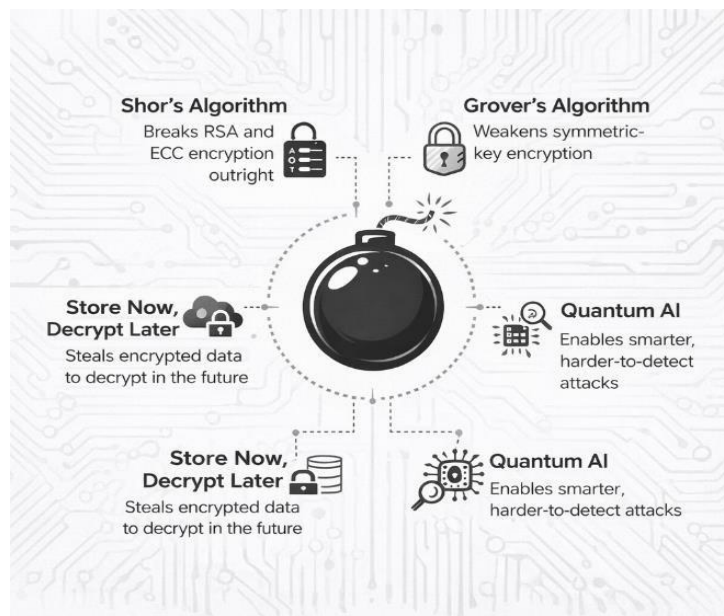 Shor's Algorithm
Breaks RSA and
ECC encryption
outright
A
O
T
Grover's Algorithm
Weakens symmetric-
key encryption
Store Now,
Decrypt Later
Steals encrypted data
to decrypt in the future
Quantum AI
Enables smarter,
harder-to-detect
attacks
Store Now,
Decrypt Later
Steals encrypted data
to decrypt in the future
Quantum AI
Enables smarter,
harder-to-detect attacks